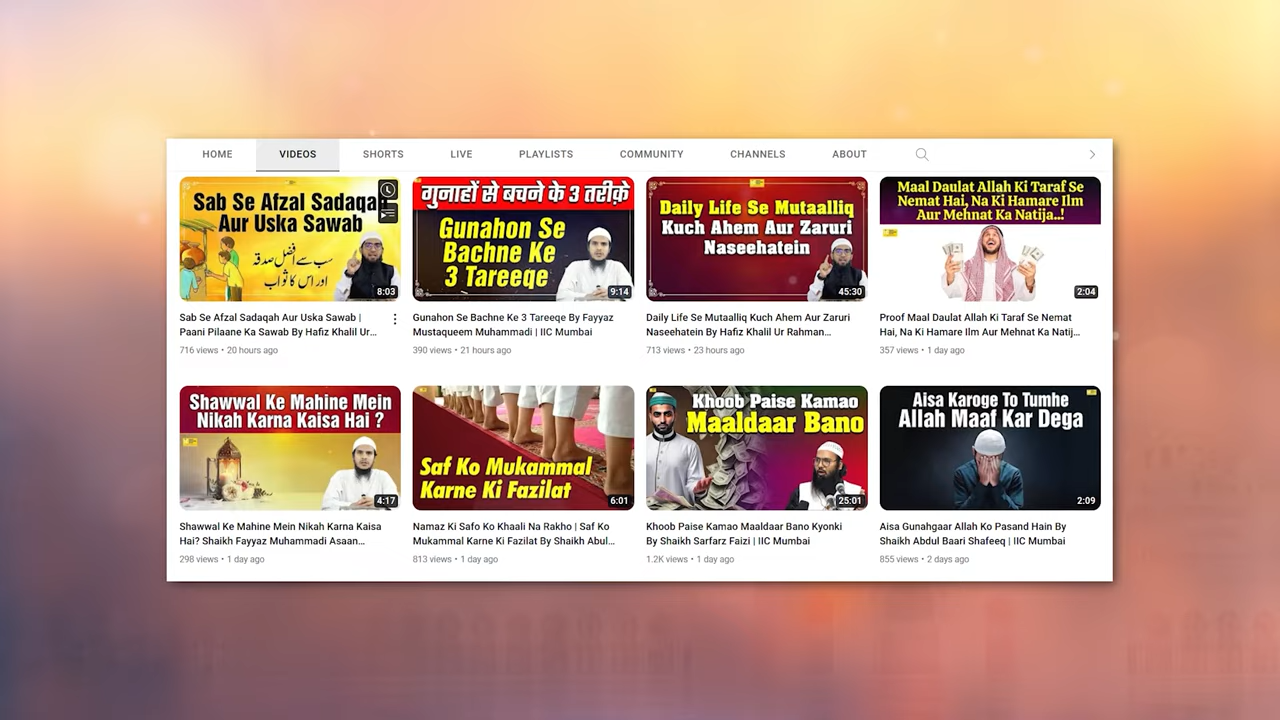 HOME VIDEOS SHORTS LIVE PLAYLISTS COMMUNITY CHANNELS ABOUT
Sab Se Afzal Sadaqah
Aur Uska Sawab
سب سے افضل صدقہ
اور اس کا ثواب
8:03
Sab Se Afzal Sadaqah Aur Uska Sawab |
Paani Pilaane Ka Sawab By Hafiz Khalil Ur...
716 views • 20 hours ago
गुनाहों से बचने के 3 तरीक़े
Gunahon Se
Bachne Ke
3 Tareeqe
9:14
Gunahon Se Bachne Ke 3 Tareeqe By Fayyaz
Mustaqueem Muhammadi | IIC Mumbai
390 views • 21 hours ago
Daily Life Se Mutaalliq
Kuch Ahem Aur Zaruri
Naseehatein
45:30
Daily Life Se Mutaalliq Kuch Ahem Aur Zaruri
Naseehatein By Hafiz Khalil Ur Rahman...
713 views • 23 hours ago
Maal Daulat Allah Ki Taraf Se
Nemat Hai, Na Ki Hamare Ilm
Aur Mehnat Ka Natija..!
2:04
Proof Maal Daulat Allah Ki Taraf Se Nemat
Hai, Na Ki Hamare Ilm Aur Mehnat Ka Natij...
357 views • 1 day ago
Shawwal Ke Mahine Mein
Nikah Karna Kaisa Hai ?
4:17
Shawwal Ke Mahine Mein Nikah Karna Kaisa
Hai? Shaikh Fayyaz Muhammadi Asaan...
298 views • 1 day ago
Saf Ko Mukammal
Karne Ki Fazilat
6:01
Namaz Ki Safo Ko Khaali Na Rakho | Saf Ko
Mukammal Karne Ki Fazilat By Shaikh Abul...
813 views • 1 day ago
Khoob Paise Kamao
Maaldaar Bano
25:01
Khoob Paise Kamao Maaldaar Bano Kyonki
By Shaikh Sarfarz Faizi | IIC Mumbai
1.2K views • 1 day ago
Aisa Karoge To Tumhe
Allah Maaf Kar Dega
2:09
Aisa Gunahgaar Allah Ko Pasand Hain By
Shaikh Abdul Baari Shafeeq | IIC Mumbai
855 views • 2 days ago